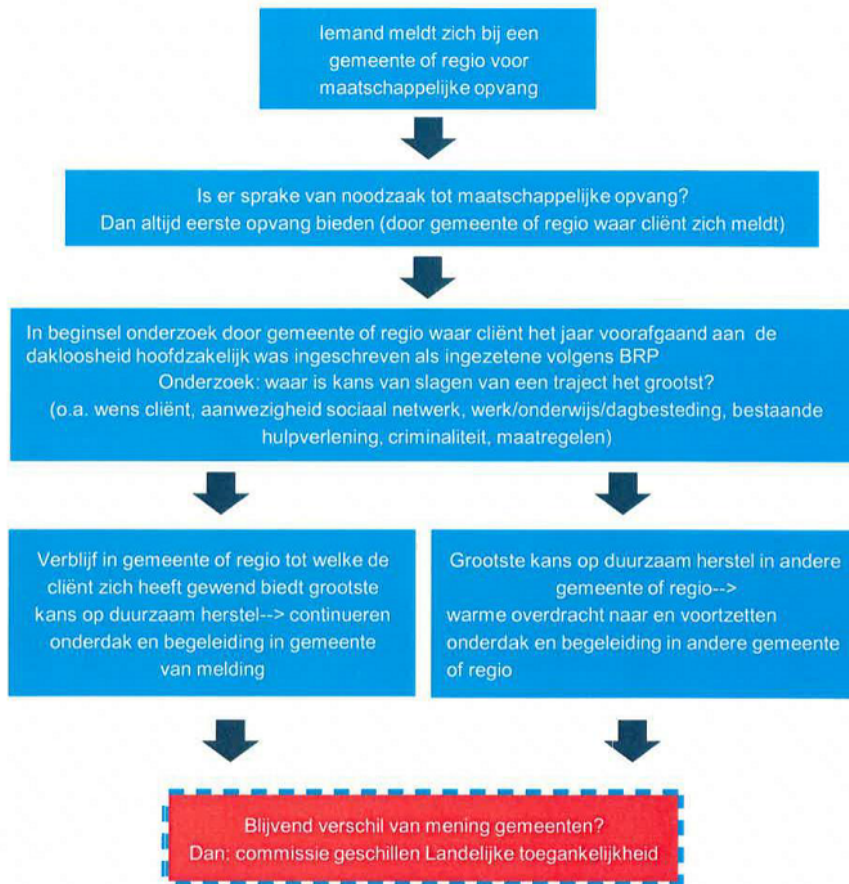 Iemand meldt zich bij een
gemeente of regio voor
maatschappelijke opvang
Is er sprake van noodzaak tot maatschappelijke opvang?
Dan altijd eerste opvang bieden (door gemeente of regio waar cliënt zich meldt)
In beginsel onderzoek door gemeente of regio waar cliënt het jaar voorafgaand aan de
dakloosheid hoofdzakelijk was ingeschreven als ingezetene volgens BRP
Onderzoek: waar is kans van slagen van een traject het grootst?
(o.a. wens cliënt, aanwezigheid sociaal netwerk, werk/onderwijs/dagbesteding, bestaande
hulpverlening, criminaliteit, maatregelen)
Verblijf in gemeente of regio tot welke de
cliënt zich heeft gewend biedt grootste
kans op duurzaam herstel--> continueren
onderdak en begeleiding in gemeente
van melding
Grootste kans op duurzaam herstel in andere
gemeente of regio-->
warme overdracht naar en voortzetten
onderdak en begeleiding in andere gemeente
of regio
Blijvend verschil van mening gemeenten?
Dan: commissie geschillen Landelijke toegankelijkheid